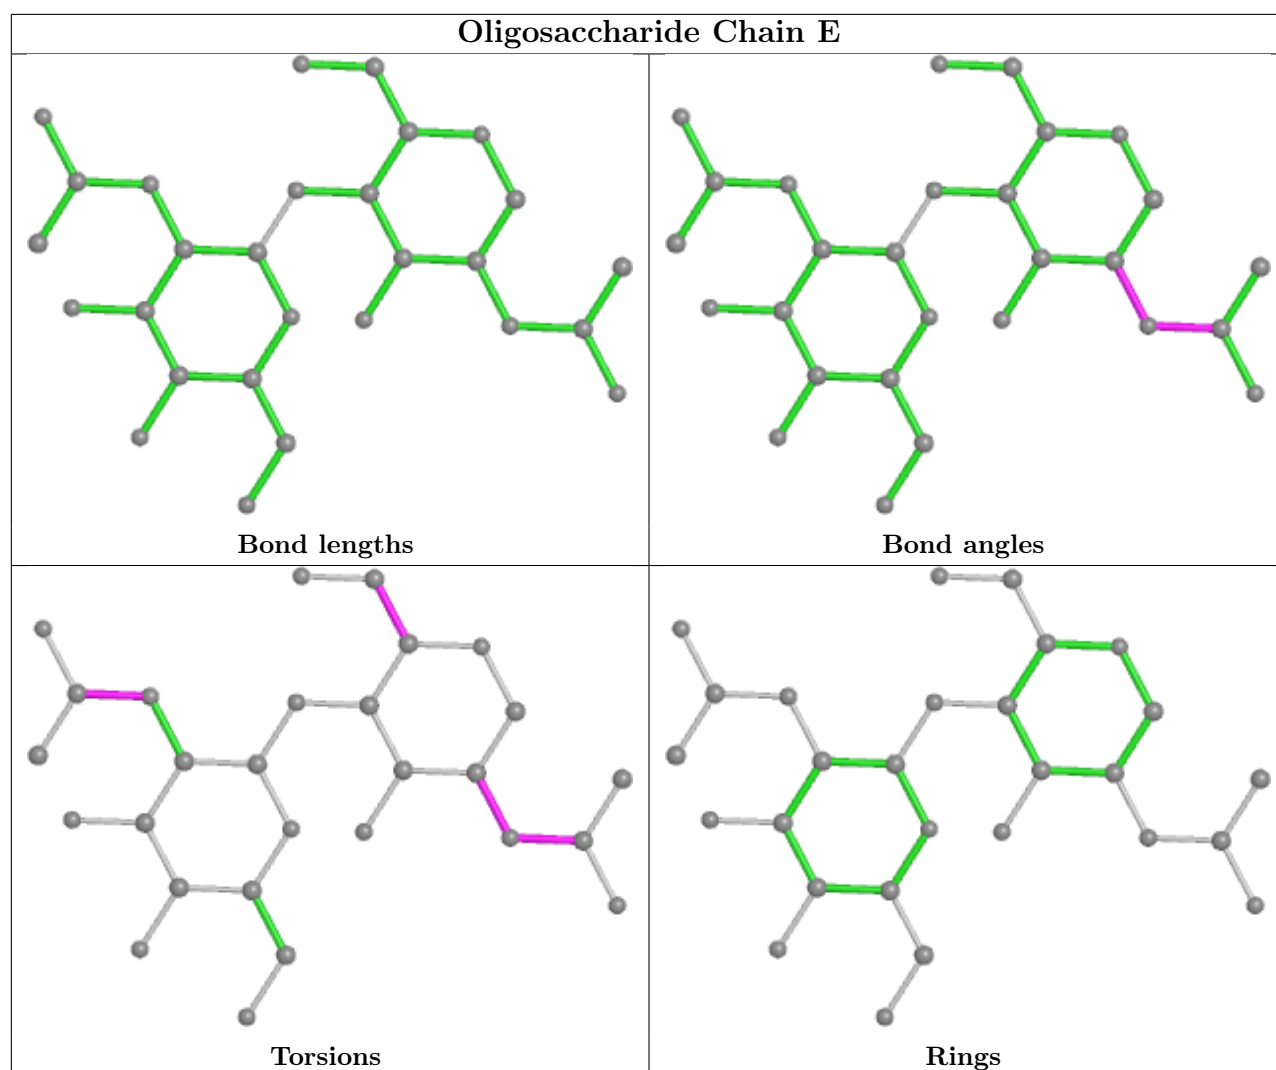 Oligosaccharide Chain E
Bond lengths
Bond angles
Torsions
Rings